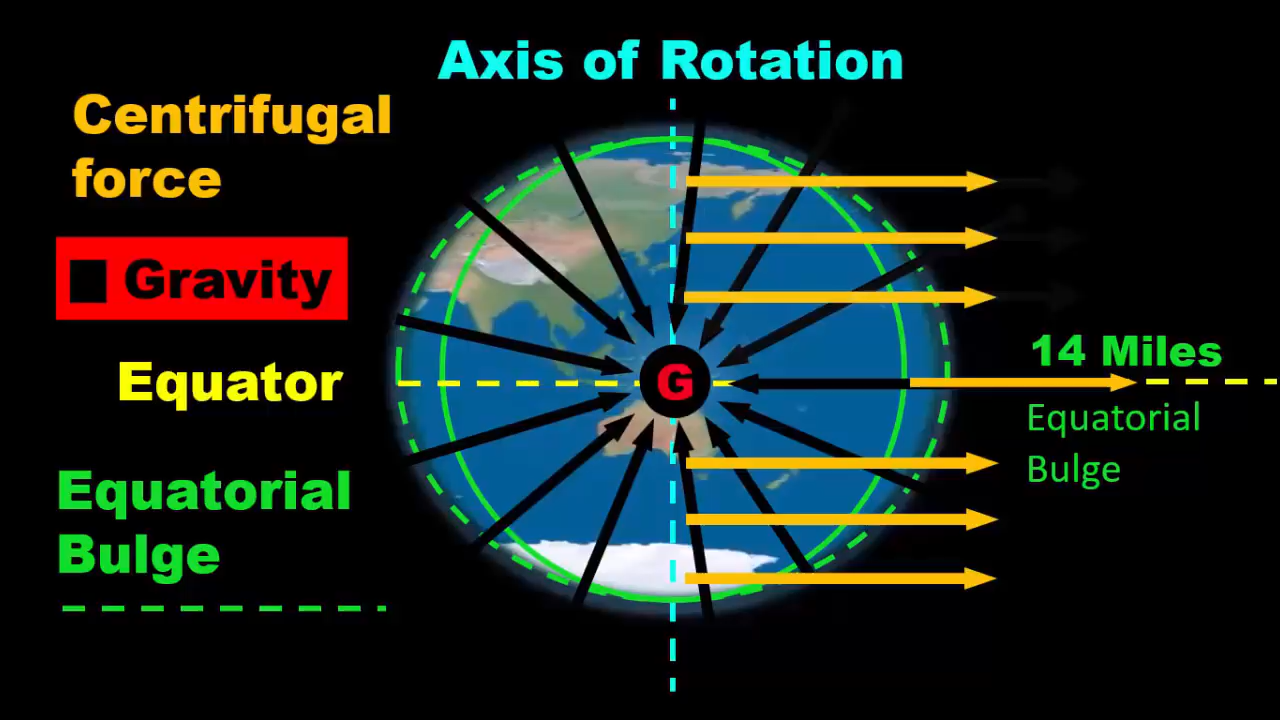 Axis of Rotation
Centrifugal
force
Gravity
Equator
G
14 Miles
Equatorial
Bulge
Equatorial
Bulge